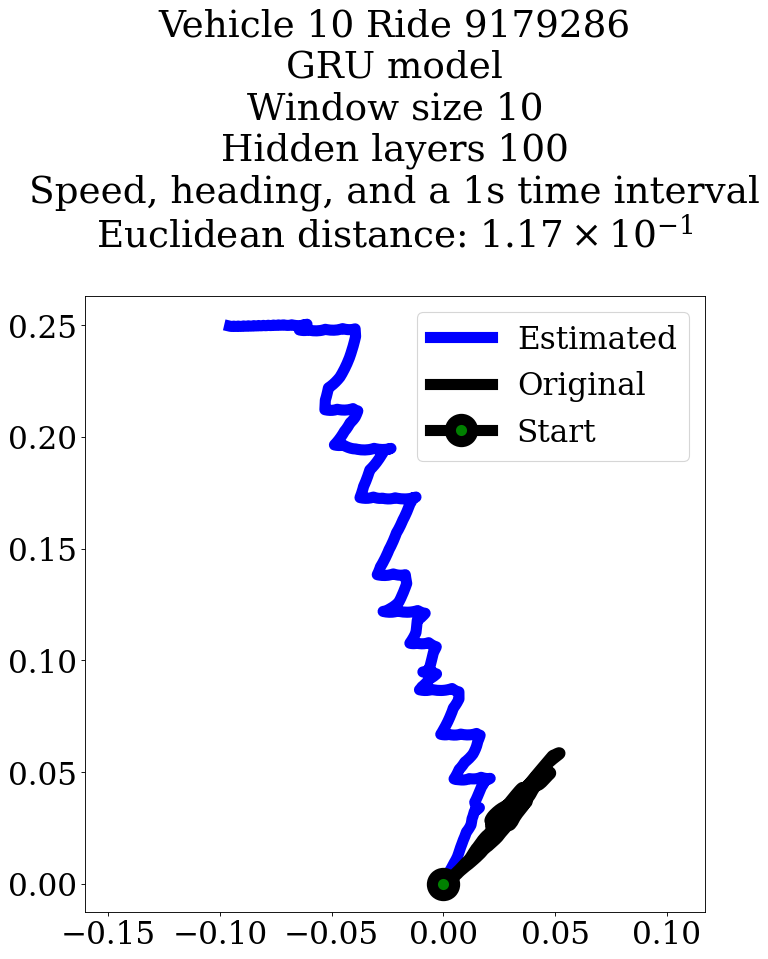 Vehicle 10 Ride 9179286
GRU model
Window size 10
Hidden layers 100
Speed, heading, and a 1s time interval
Euclidean distance: 1.17 × 10⁻¹
Estimated
Original
Start
0.25
0.20
0.15
0.10
0.05
0.00
−0.15 −0.10 −0.05 0.00 0.05 0.10